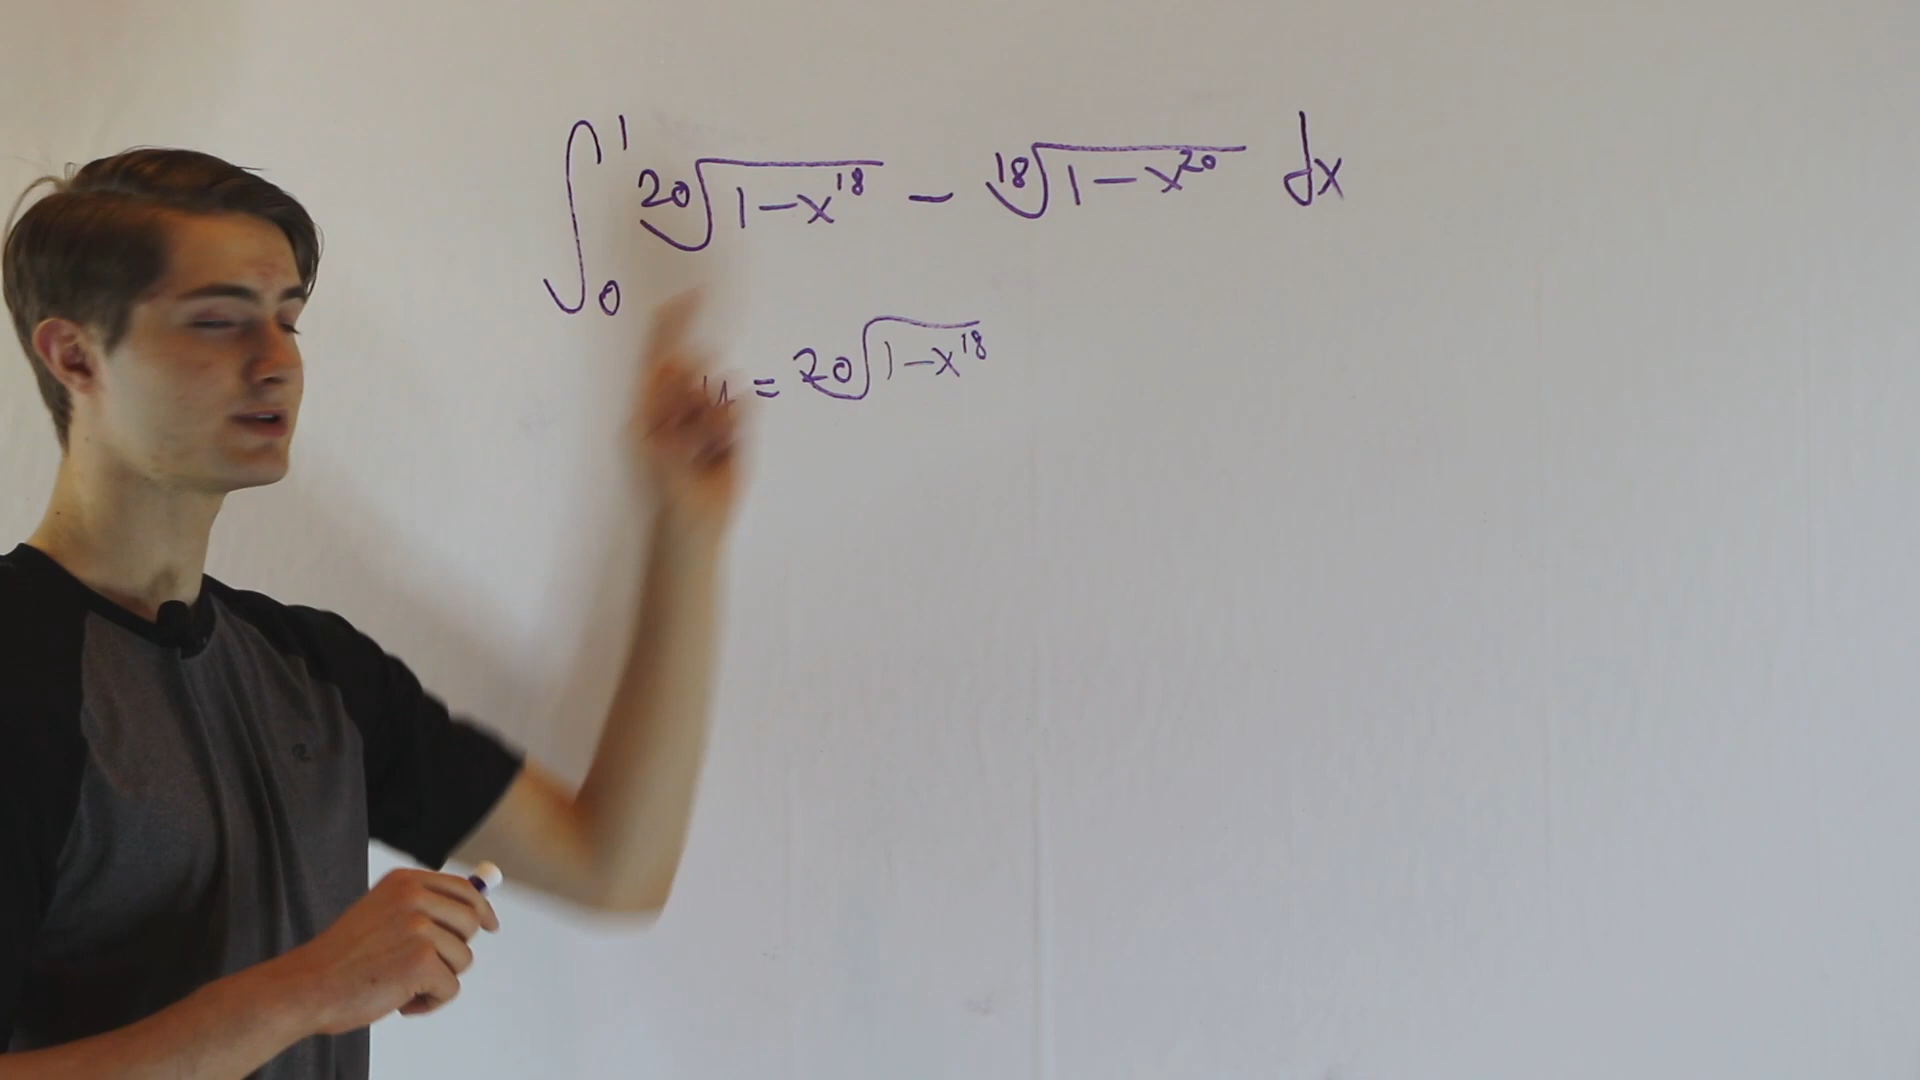 ∫₀¹ ²⁰√(1-x¹⁸) - ¹⁸√(1-x²⁰) dx
y = ²⁰√(1-x¹⁸)